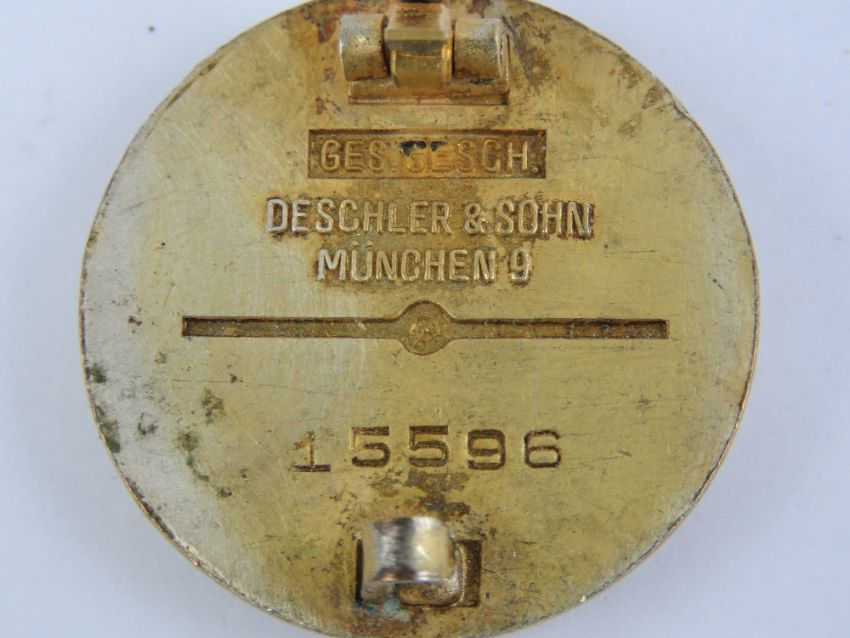 GES. GESCH.
DESCHLER & SOHN
MÜNCHEN 9
15596